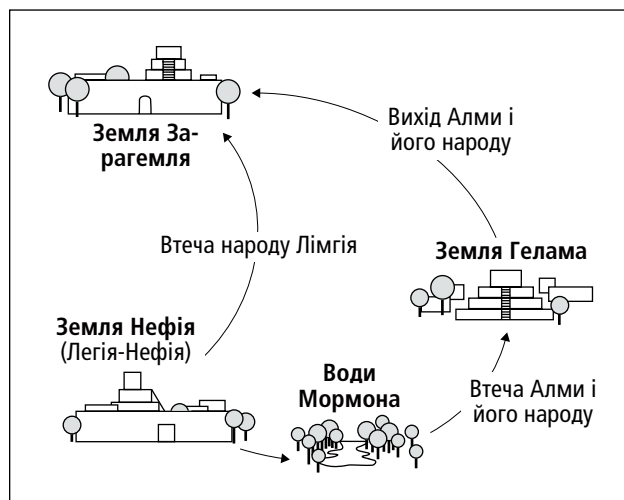 Земля За-
рагемля
Вихід Алми і
його народу
Втеча народу Лімгія
Земля Гелама
Земля Нефія
(Легія-Нефія)
Води
Мормона
Втеча Алми і
його народу